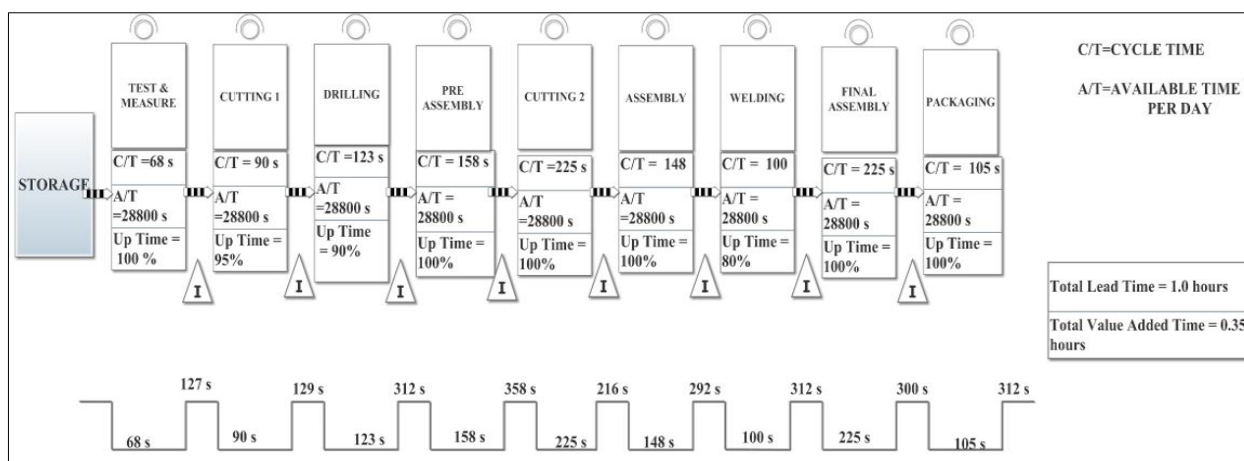 STORAGE
TEST &
MEASURE
C/T =68 s
A/T
=28800 s
Up Time =
100 %
CUTTING 1
C/T = 90 s
A/T
=28800 s
Up Time =
95%
DRILLING
C/T =123 s
A/T
=28800 s
Up Time
= 90%
PRE
ASSEMBLY
C/T = 158 s
A/T =
28800 s
Up Time =
100%
CUTTING 2
C/T =225 s
A/T
=28800 s
Up Time =
100%
ASSEMBLY
C/T = 148
A/T =
28800 s
Up Time =
100%
WELDING
C/T = 100
A/T =
28800 s
Up Time =
80%
FINAL
ASSEMBLY
C/T = 225 s
A/T =
28800 s
Up Time =
100%
PACKAGING
C/T = 105 s
A/T =
28800 s
Up Time =
100%
I
I
I
I
I
I
I
I
C/T=CYCLE TIME
A/T=AVAILABLE TIME
PER DAY
Total Lead Time = 1.0 hours
Total Value Added Time = 0.35
hours
127 s
129 s
312 s
358 s
216 s
292 s
312 s
300 s
312 s
68 s
90 s
123 s
158 s
225 s
148 s
100 s
225 s
105 s